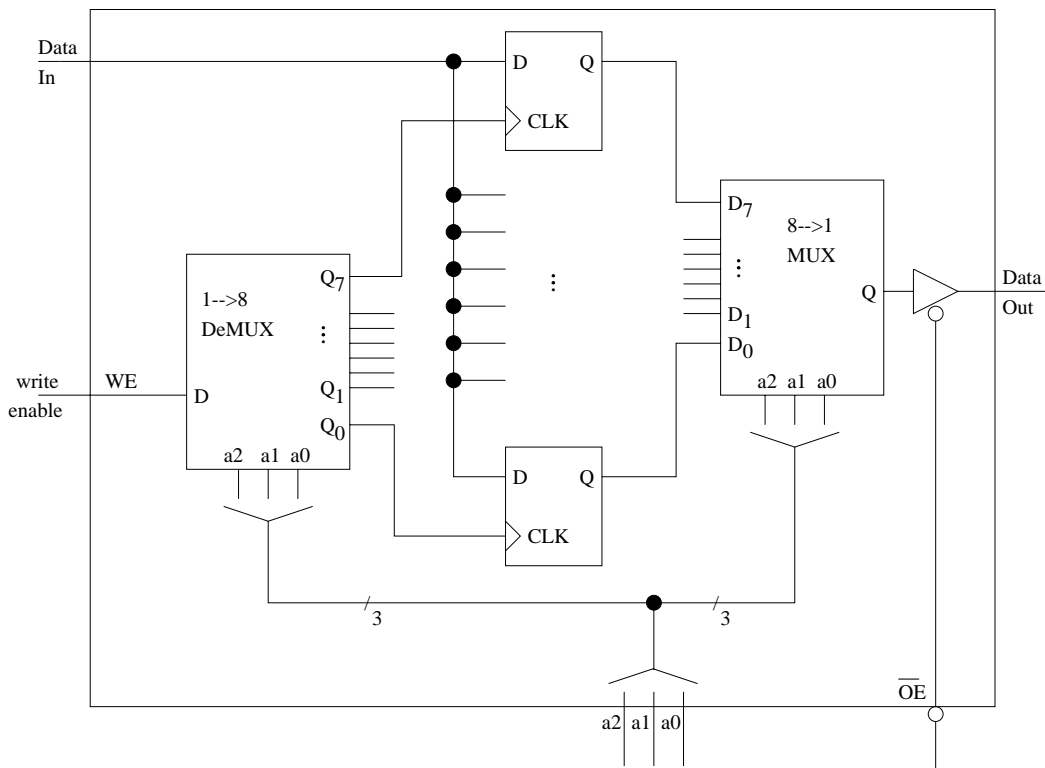 Data
In
D
Q
CLK
D7
8-->1
MUX
Q7
1-->8
DeMUX
Q
Data
Out
D1
D0
write
enable
WE
D
Q1
Q0
a2 a1 a0
a2 a1 a0
D
Q
CLK
3
3
OE
a2 a1 a0